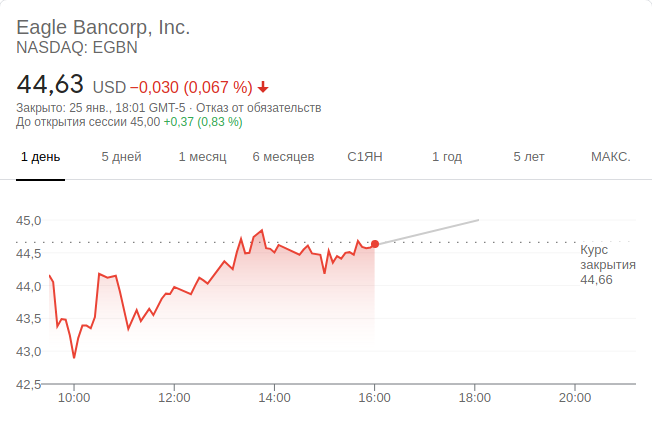 Eagle Bancorp, Inc.
NASDAQ: EGBN
44,63 USD −0,030 (0,067 %)
Закрыто: 25 янв., 18:01 GMT-5 · Отказ от обязательств
До открытия сессии 45,00 +0,37 (0,83 %)
1 день 5 дней 1 месяц 6 месяцев С1ЯН 1 год 5 лет МАКС.
45,0
44,5
44,0
43,5
43,0
42,5
Курс
закрытия
44,66
10:00 12:00 14:00 16:00 18:00 20:00